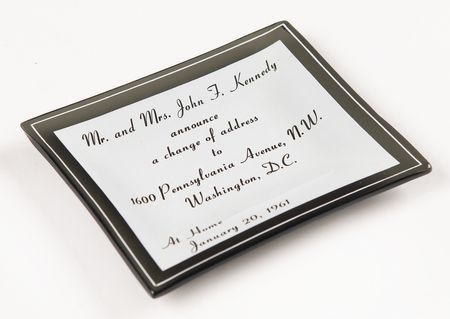 Mr. and Mrs. John F. Kennedy
announce
a change of address
to
1600 Pennsylvania Avenue, N.W.
Washington, D.C.
At Home
January 20, 1961